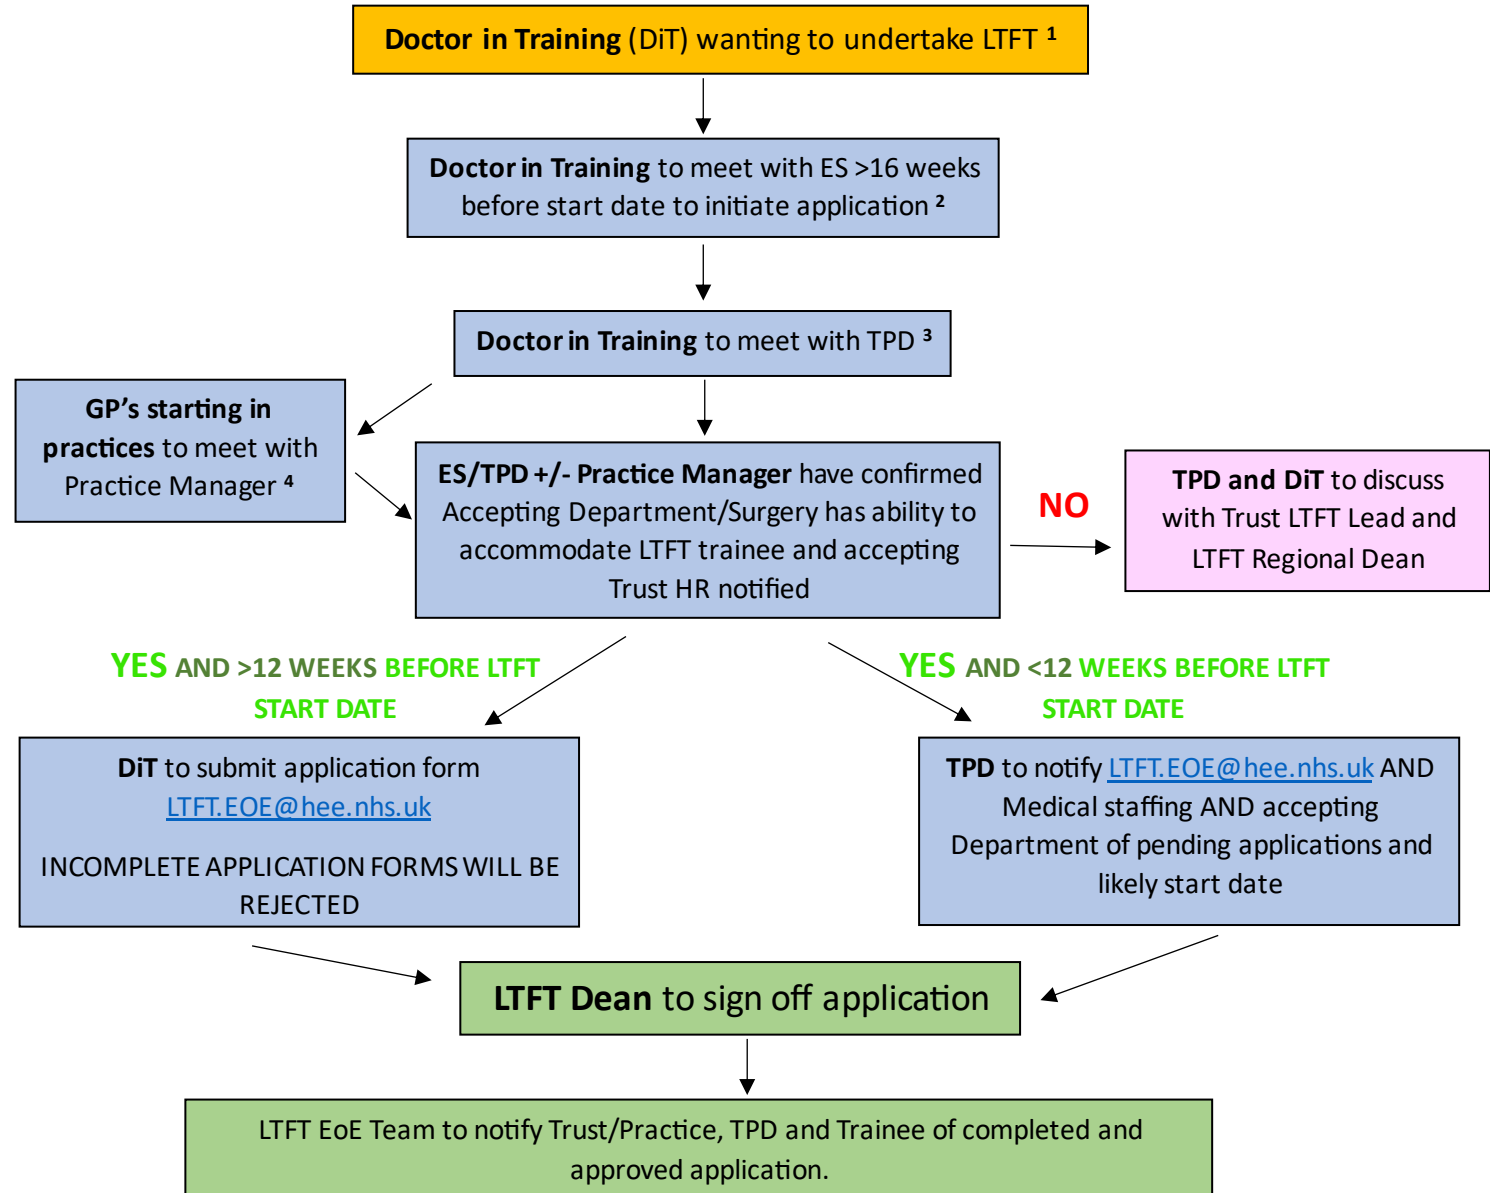 Doctor in Training (DiT) wanting to undertake LTFT ¹
Doctor in Training to meet with ES >16 weeks
before start date to initiate application ²
Doctor in Training to meet with TPD ³
GP's starting in
practices to meet with
Practice Manager ⁴
ES/TPD +/- Practice Manager have confirmed
Accepting Department/Surgery has ability to
accommodate LTFT trainee and accepting
Trust HR notified
NO
TPD and DiT to discuss
with Trust LTFT Lead and
LTFT Regional Dean
YES AND >12 WEEKS BEFORE LTFT
START DATE
YES AND <12 WEEKS BEFORE LTFT
START DATE
DiT to submit application form
LTFT.EOE@hee.nhs.uk
INCOMPLETE APPLICATION FORMS WILL BE
REJECTED
TPD to notify LTFT.EOE@hee.nhs.uk AND
Medical staffing AND accepting
Department of pending applications and
likely start date
LTFT Dean to sign off application
LTFT EoE Team to notify Trust/Practice, TPD and Trainee of completed and
approved application.